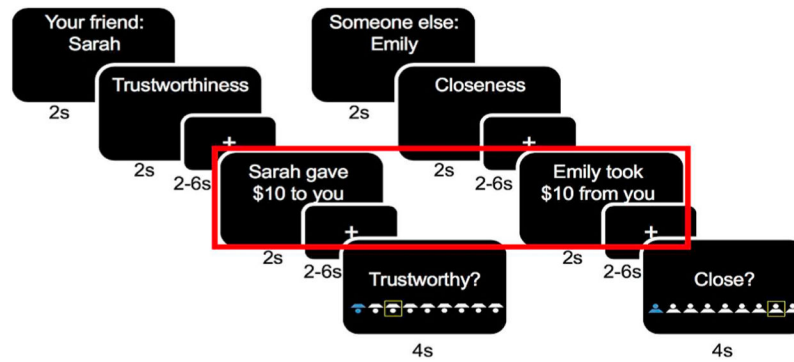 Your friend:
Sarah
2s
Trustworthiness
2s
+
2-6s
Sarah gave
$10 to you
2s
+
2-6s
Trustworthy?
4s
Someone else:
Emily
2s
Closeness
2s
+
2-6s
Emily took
$10 from you
2s
+
2-6s
Close?
4s